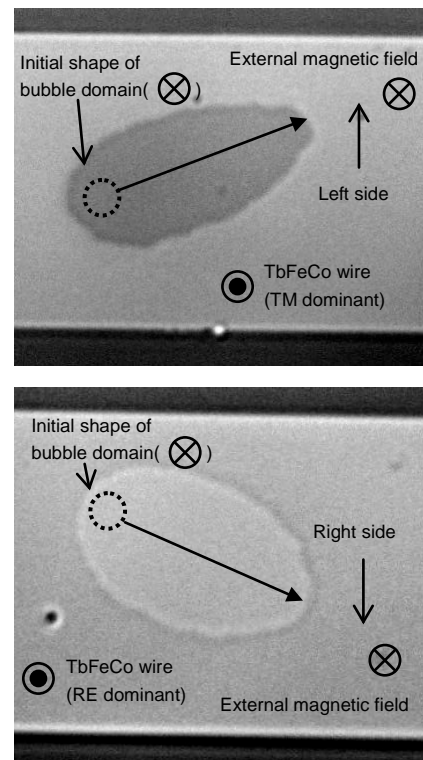 Initial shape of
bubble domain( )
External magnetic field
Left side
TbFeCo wire
(TM dominant)
Initial shape of
bubble domain( )
Right side
TbFeCo wire
(RE dominant)
External magnetic field